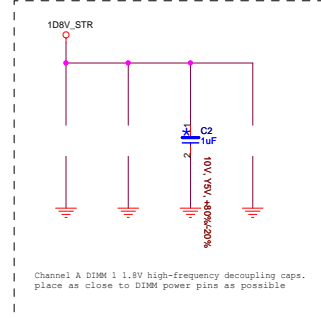 1D8V_STR
1
C2
1uF
2
10V, Y5V, +80%/-20%
Channel A DIMM 1 1.8V high-frequency decoupling caps.
place as close to DIMM power pins as possible